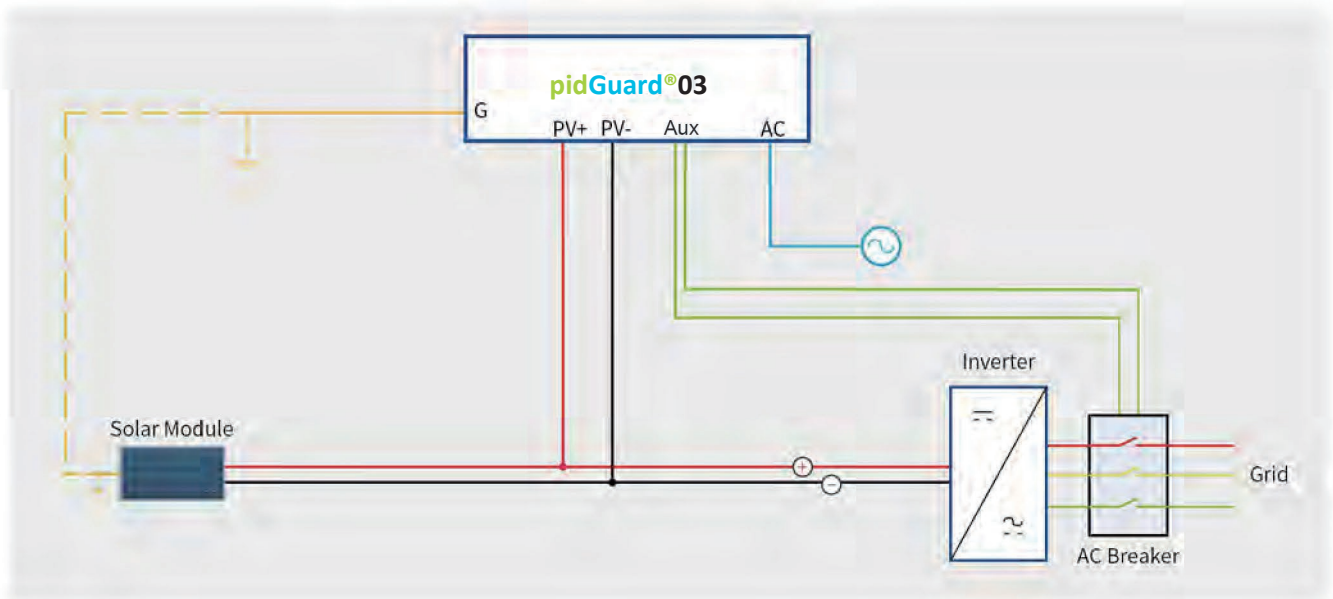 pidGuard®03
G
PV+ PV- Aux AC
Inverter
Solar Module
+
−
Grid
AC Breaker